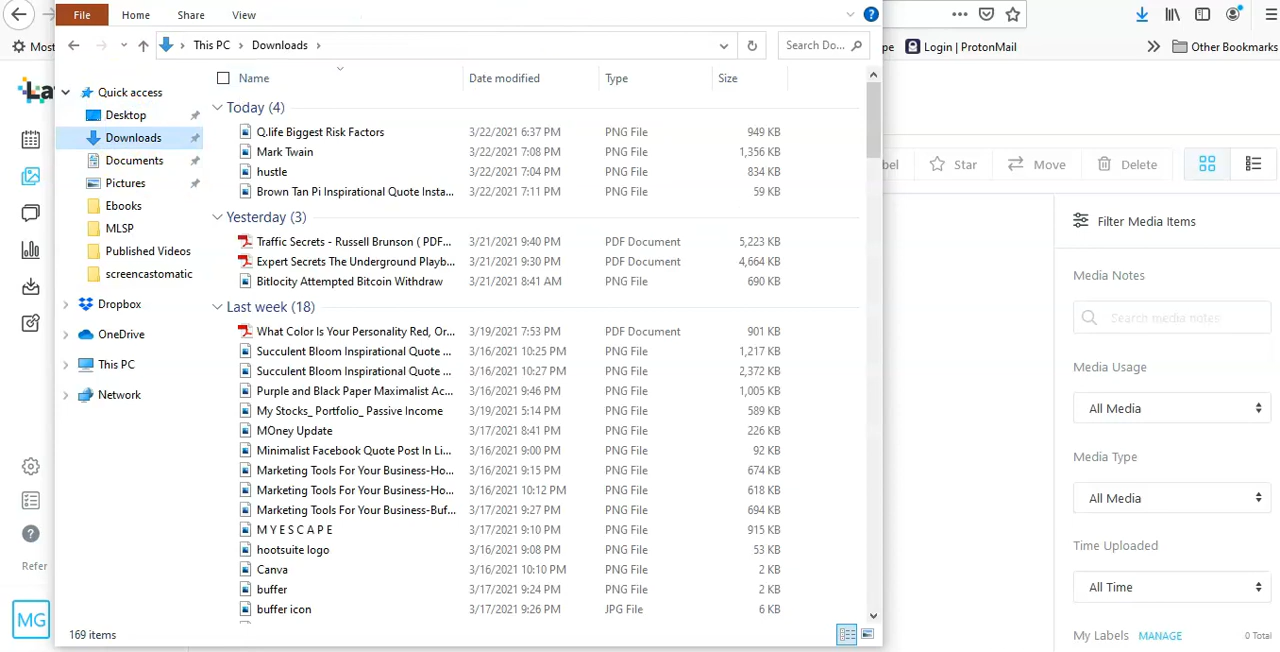 File Home Share View
Most
This PC Downloads Search Do...
pe Login | ProtonMail Other Bookmarks
La
Name Date modified Type Size
Quick access
Desktop
Downloads
Documents
Pictures
Ebooks
MLSP
Published Videos
screencastomatic
Dropbox
OneDrive
This PC
Network
Today (4)
Q.life Biggest Risk Factors 3/22/2021 6:37 PM PNG File 949 KB
Mark Twain 3/22/2021 7:08 PM PNG File 1,356 KB
hustle 3/22/2021 7:04 PM PNG File 834 KB
Brown Tan Pi Inspirational Quote Insta... 3/22/2021 7:11 PM PNG File 59 KB
Yesterday (3)
Traffic Secrets - Russell Brunson ( PDF... 3/21/2021 9:40 PM PDF Document 5,223 KB
Expert Secrets The Underground Playb... 3/21/2021 9:30 PM PDF Document 4,664 KB
Bitlocity Attempted Bitcoin Withdraw 3/21/2021 8:41 AM PNG File 690 KB
Last week (18)
What Color Is Your Personality Red, Or... 3/19/2021 7:53 PM PDF Document 901 KB
Succulent Bloom Inspirational Quote ... 3/16/2021 10:25 PM PNG File 1,217 KB
Succulent Bloom Inspirational Quote ... 3/16/2021 10:27 PM PNG File 2,372 KB
Purple and Black Paper Maximalist Ac... 3/16/2021 9:46 PM PNG File 1,005 KB
My Stocks_ Portfolio_ Passive Income 3/19/2021 5:14 PM PNG File 589 KB
MOney Update 3/17/2021 8:41 PM PNG File 226 KB
Minimalist Facebook Quote Post In Li... 3/16/2021 9:00 PM PNG File 92 KB
Marketing Tools For Your Business-Ho... 3/16/2021 9:15 PM PNG File 674 KB
Marketing Tools For Your Business-Ho... 3/16/2021 10:12 PM PNG File 618 KB
Marketing Tools For Your Business-Buf... 3/17/2021 9:27 PM PNG File 694 KB
M Y E S C A P E 3/17/2021 9:10 PM PNG File 915 KB
hootsuite logo 3/16/2021 9:08 PM PNG File 53 KB
Canva 3/16/2021 10:10 PM PNG File 2 KB
buffer 3/17/2021 9:24 PM PNG File 2 KB
buffer icon 3/17/2021 9:26 PM JPG File 6 KB
169 items
Refer
MG
bel Star Move Delete
Filter Media Items
Media Notes
Search media notes
Media Usage
All Media
Media Type
All Media
Time Uploaded
All Time
My Labels MANAGE 0 Total